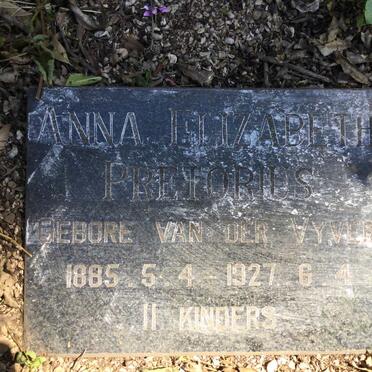 ANNA ELIZABETH
PRETORIUS
GEBORE VAN DER VYVER
1885.5.4-1927.6.4
11 KINDERS